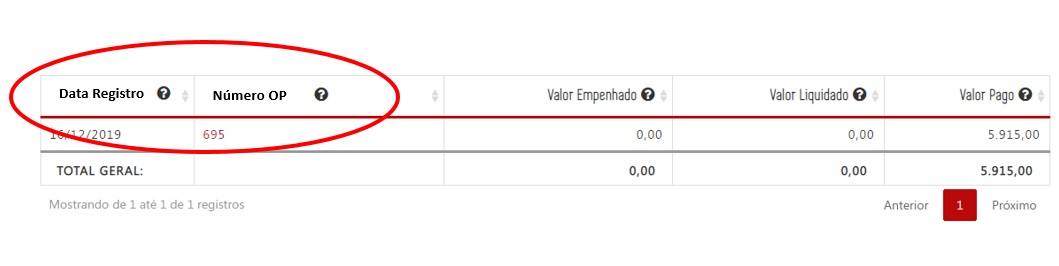 Data Registro Número OP Valor Empenhado Valor Liquidado Valor Pago
16/12/2019 695 0,00 0,00 5.915,00
TOTAL GERAL: 0,00 0,00 5.915,00
Mostrando de 1 até 1 de 1 registros Anterior 1 Próximo